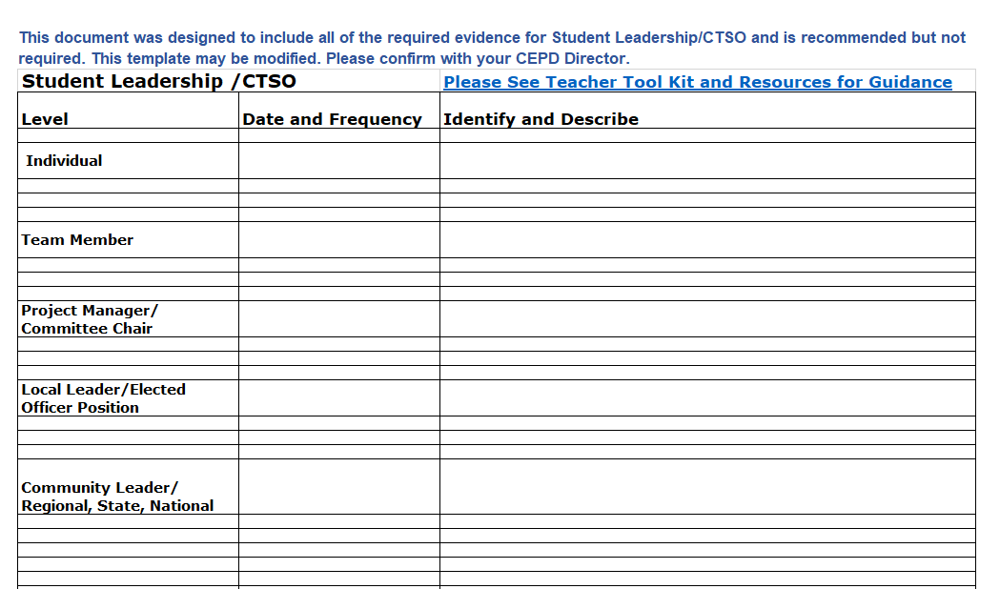 This document was designed to include all of the required evidence for Student Leadership/CTSO and is recommended but not
required. This template may be modified. Please confirm with your CEPD Director.
Student Leadership /CTSO
Please See Teacher Tool Kit and Resources for Guidance
Level
Date and Frequency
Identify and Describe
Individual
Team Member
Project Manager/
Committee Chair
Local Leader/Elected
Officer Position
Community Leader/
Regional, State, National